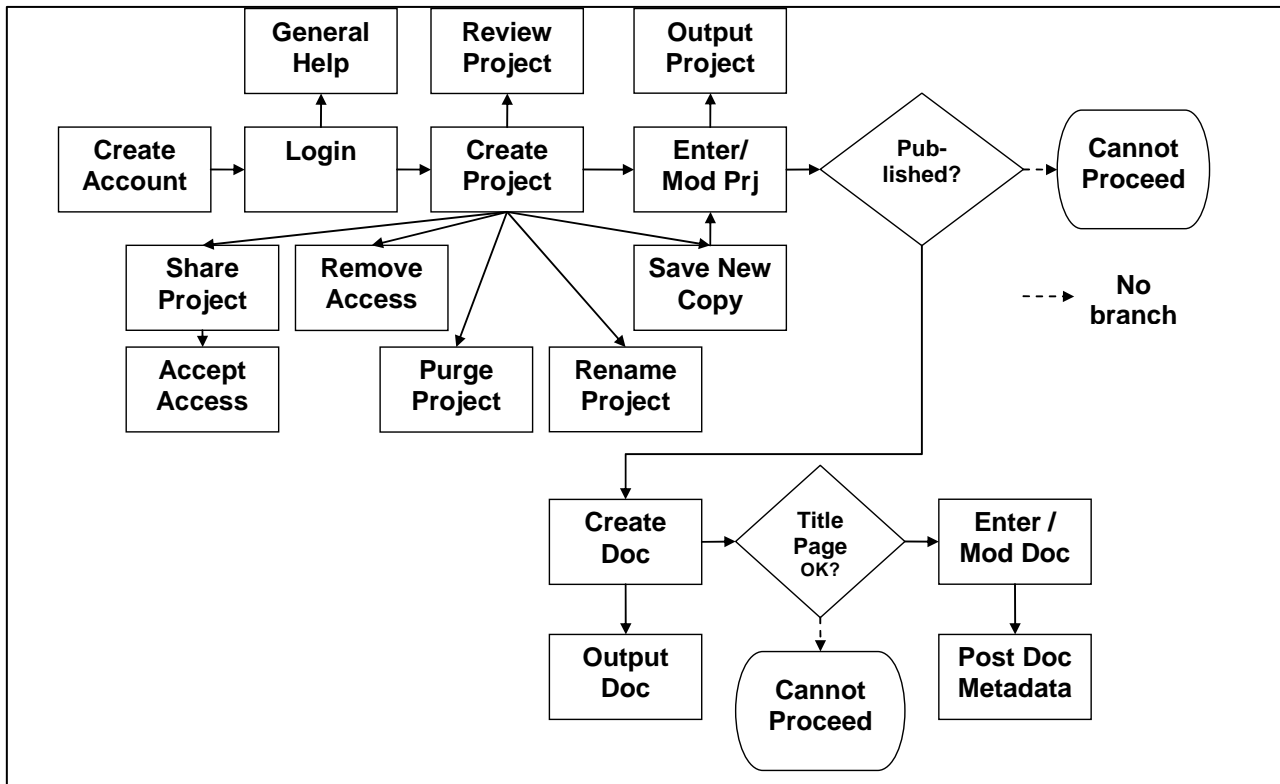 General
Help
Review
Project
Output
Project
Create
Account
Login
Create
Project
Enter/
Mod Prj
Pub-
lished?
Cannot
Proceed
Share
Project
Remove
Access
Save New
Copy
No
branch
Accept
Access
Purge
Project
Rename
Project
Create
Doc
Title
Page
OK?
Enter /
Mod Doc
Output
Doc
Cannot
Proceed
Post Doc
Metadata